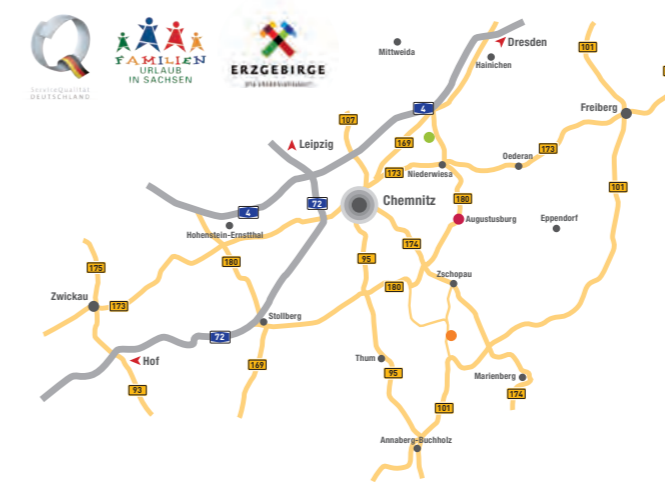 ServiceQualität
DEUTSCHLAND
FAMILIEN
URLAUB
IN SACHSEN
ERZGEBIRGE
Mittweida
Dresden
Hainichen
101
4
Freiberg
107
169
Leipzig
173
Oederan
173
Niederwiesa
101
72
Chemnitz
180
4
Augustusburg
Eppendorf
Hohenstein-Ernstthal
174
95
180
175
Zschopau
180
Zwickau
173
Stollberg
72
Hof
Thum
169
95
Marienberg
93
174
101
Annaberg-Buchholz